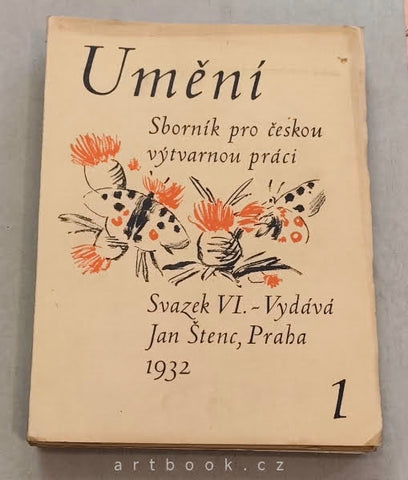 Umění
Sborník pro českou
výtvarnou práci
Svazek VI. - Vydává
Jan Štenc, Praha
1932
1
artbook.cz